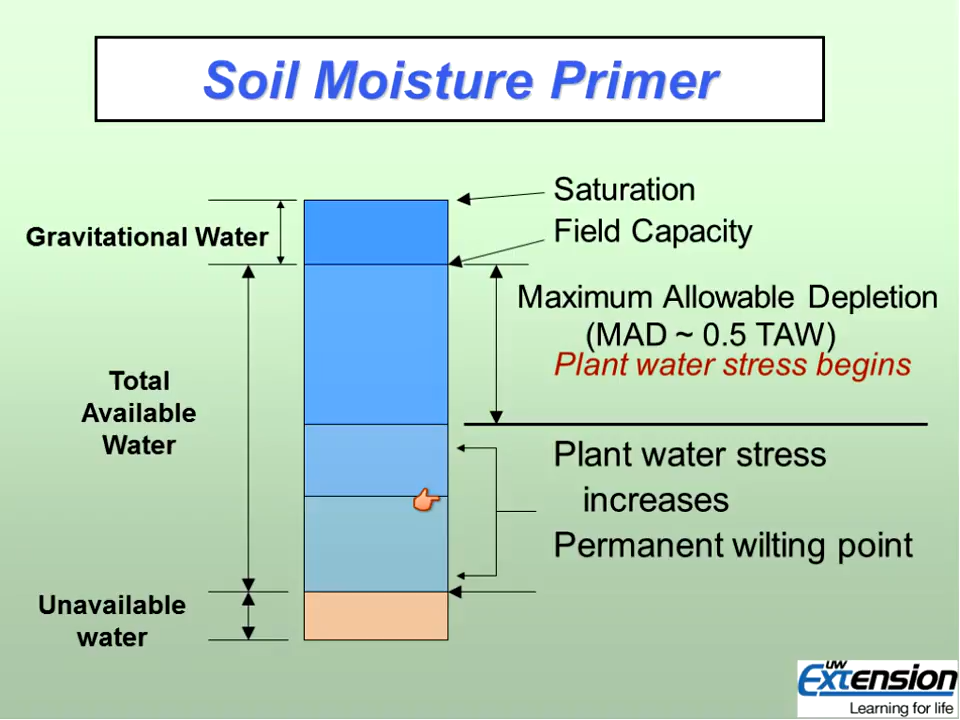 Soil Moisture Primer
Saturation
Gravitational Water
Field Capacity
Maximum Allowable Depletion
(MAD ~ 0.5 TAW)
Plant water stress begins
Total
Available
Water
Plant water stress
increases
Permanent wilting point
Unavailable
water
UW
Extension
Learning for life